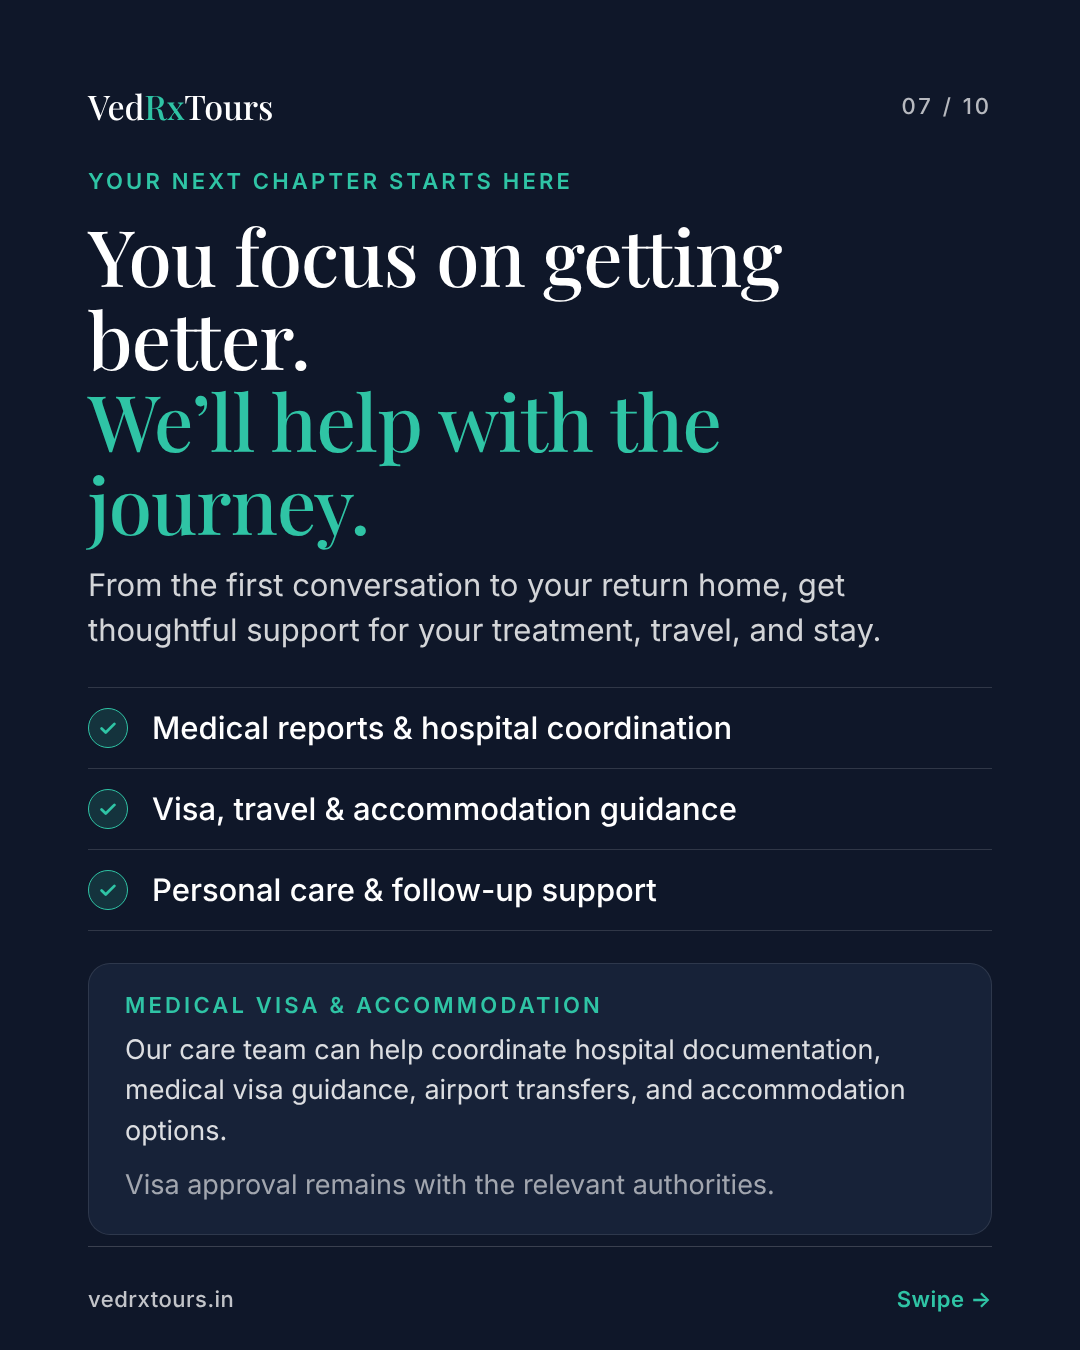 VedRxTours
07 / 10
YOUR NEXT CHAPTER STARTS HERE
You focus on getting
better.
We’ll help with the
journey.
From the first conversation to your return home, get
thoughtful support for your treatment, travel, and stay.
Medical reports & hospital coordination
Visa, travel & accommodation guidance
Personal care & follow-up support
MEDICAL VISA & ACCOMMODATION
Our care team can help coordinate hospital documentation,
medical visa guidance, airport transfers, and accommodation
options.
Visa approval remains with the relevant authorities.
vedrxtours.in
Swipe →